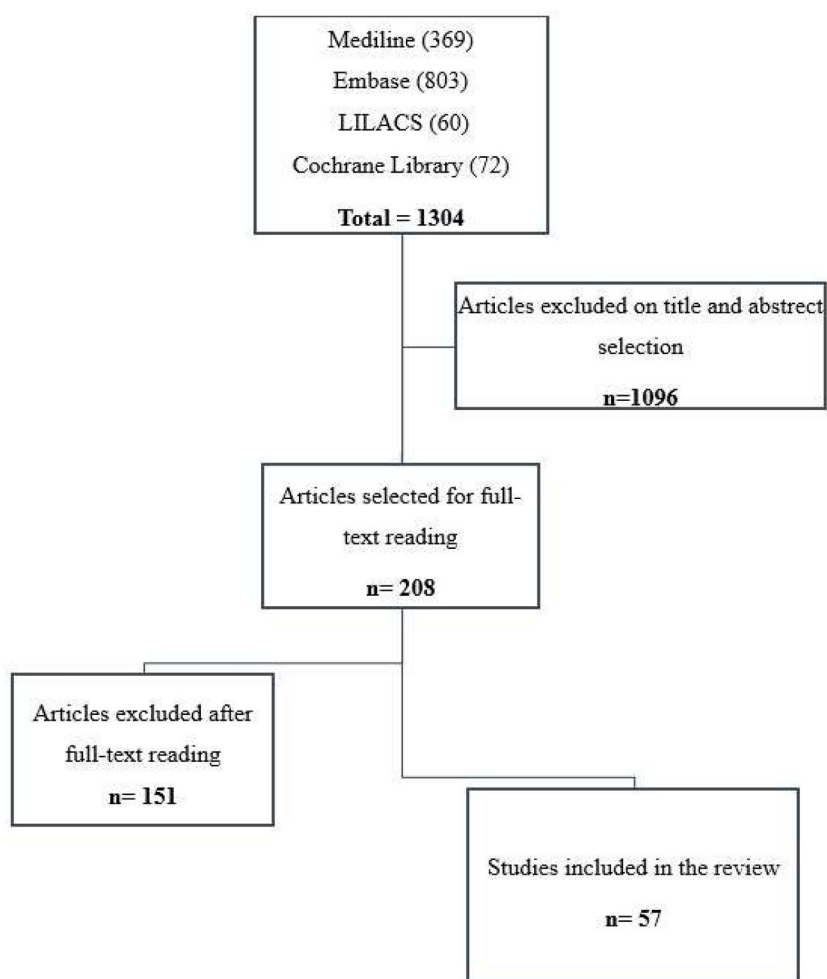 Mediline (369)
Embase (803)
LILACS (60)
Cochrane Library (72)
Total = 1304
Articles excluded on title and abstrect
selection
n=1096
Articles selected for full-
text reading
n= 208
Articles excluded after
full-text reading
n= 151
Studies included in the review
n= 57